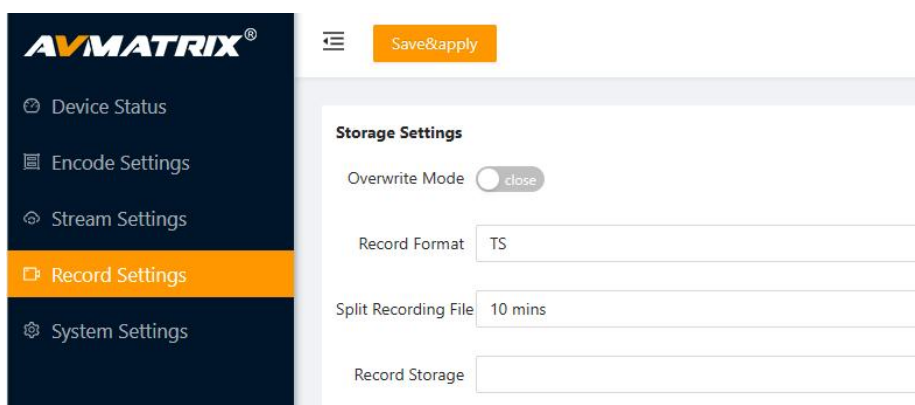 AVMATRIX®
Save&apply
Device Status
Encode Settings
Stream Settings
Record Settings
System Settings
Storage Settings
Overwrite Mode close
Record Format TS
Split Recording File 10 mins
Record Storage